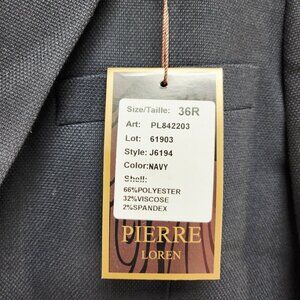 Size/Taille: 36R
Art: PL842203
Lot: 61903
Style: J6194
Color: NAVY
Shell:
66%POLYESTER
32%VISCOSE
2%SPANDEX
PIERRE
LOREN